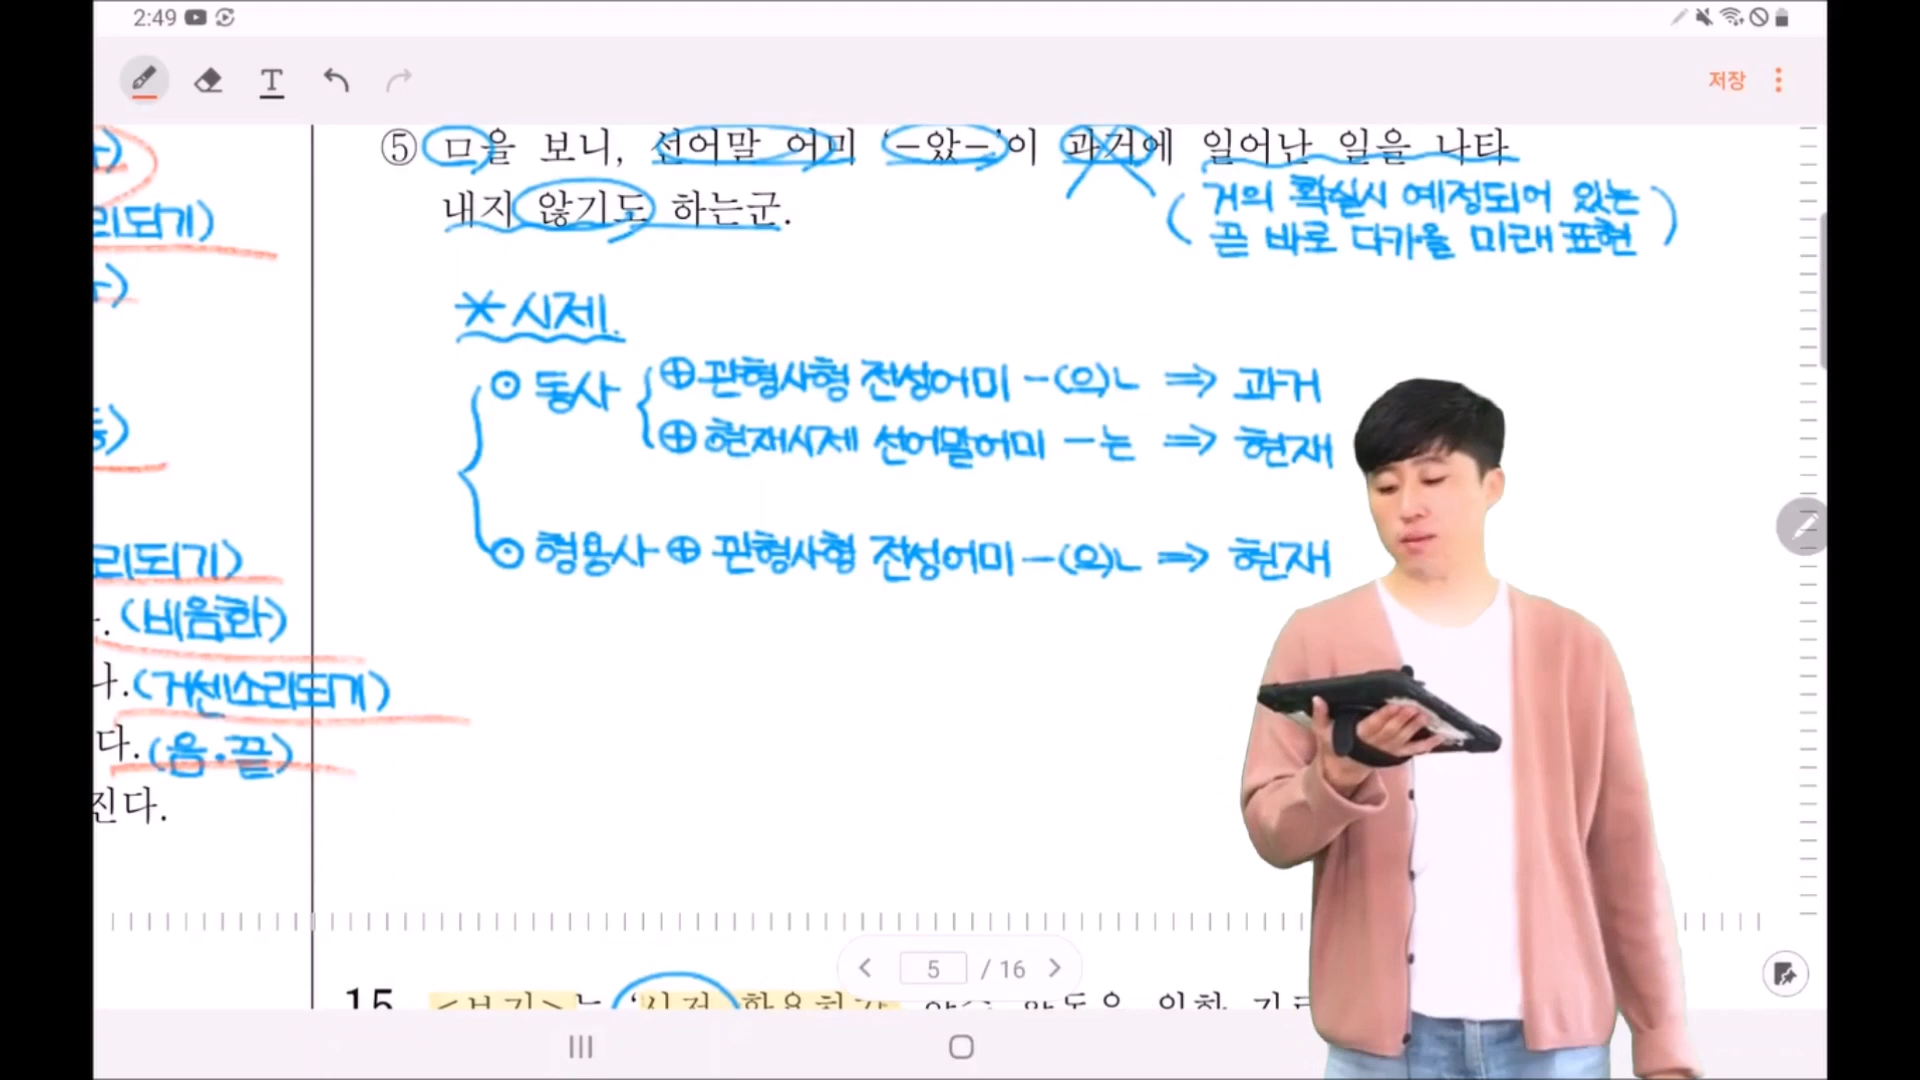 2:49
저장
⑤ ㅁ을 보니, 선어말 어미 ‘-았-’이 과거에 일어난 일을 나타
내지 않기도 하는군.
(거의 확실시 예정되어 있는
곧 바로 다가올 미래 표현)
* 시제.
⊙ 동사 { ⊕ 관형사형 전성어미 -(으)ㄴ ⇒ 과거
⊕ 현재시제 선어말어미 -는 ⇒ 현재
⊙ 형용사 ⊕ 관형사형 전성어미 -(으)ㄴ ⇒ 현재
리되기)
리되기)
. (비음화)
나. (거센소리되기)
다. (음.끝)
진다.
5 / 16
15 <보기>는